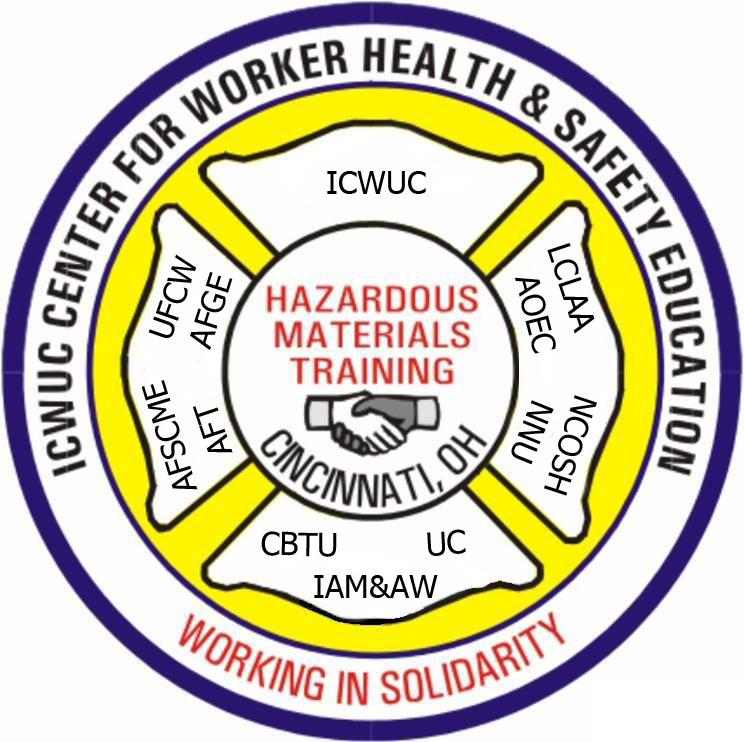 ICWUC CENTER FOR WORKER HEALTH & SAFETY EDUCATION
ICWUC
UFCW
AFGE
AFSCME
AFT
LCLAA
AOEC
NCOSH
NNU
HAZARDOUS
MATERIALS
TRAINING
CINCINNATI, OH
CBTU
UC
IAM&AW
WORKING IN SOLIDARITY